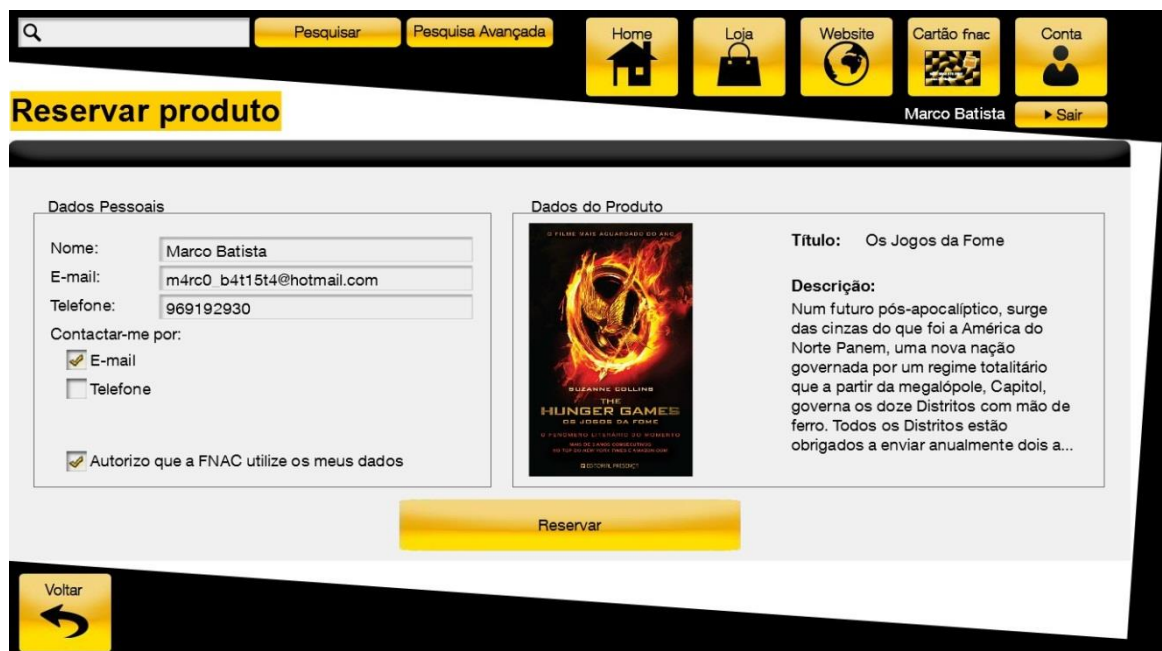 Pesquisar
Pesquisa Avançada
Home
Loja
Website
Cartão fnac
Conta
Reservar produto
Marco Batista
Sair
Dados Pessoais
Nome: Marco Batista
E-mail: m4rc0_b4t15t4@hotmail.com
Telefone: 969192930
Contactar-me por:
E-mail
Telefone
Autorizo que a FNAC utilize os meus dados
Dados do Produto
O FILME MAIS AGUARDADO DO ANO
SUZANNE COLLINS
THE
HUNGER GAMES
OS JOGOS DA FOME
O FENÓMENO LITERÁRIO DO MOMENTO
EDITORIAL PRESENÇA
Título: Os Jogos da Fome
Descrição:
Num futuro pós-apocalíptico, surge
das cinzas do que foi a América do
Norte Panem, uma nova nação
governada por um regime totalitário
que a partir da megalópole, Capitol,
governa os doze Distritos com mão de
ferro. Todos os Distritos estão
obrigados a enviar anualmente dois a...
Reservar
Voltar